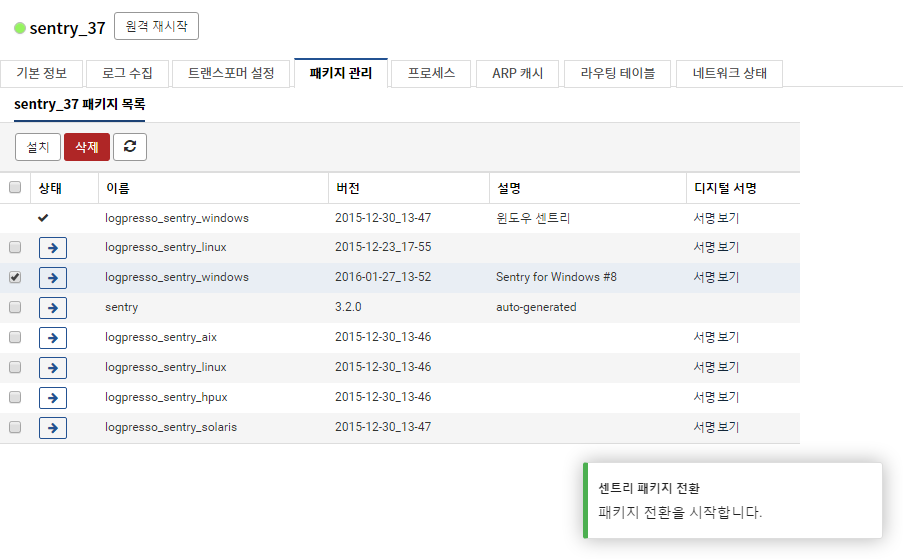 sentry_37 원격 재시작
기본 정보 로그 수집 트랜스포머 설정 패키지 관리 프로세스 ARP 캐시 라우팅 테이블 네트워크 상태
sentry_37 패키지 목록
설치 삭제
상태 이름 버전 설명 디지털 서명
logpresso_sentry_windows 2015-12-30_13-47 윈도우 센트리 서명 보기
logpresso_sentry_linux 2015-12-23_17-55 서명 보기
logpresso_sentry_windows 2016-01-27_13-52 Sentry for Windows #8 서명 보기
sentry 3.2.0 auto-generated
logpresso_sentry_aix 2015-12-30_13-46 서명 보기
logpresso_sentry_linux 2015-12-30_13-46 서명 보기
logpresso_sentry_hpux 2015-12-30_13-46 서명 보기
logpresso_sentry_solaris 2015-12-30_13-47 서명 보기
센트리 패키지 전환
패키지 전환을 시작합니다.